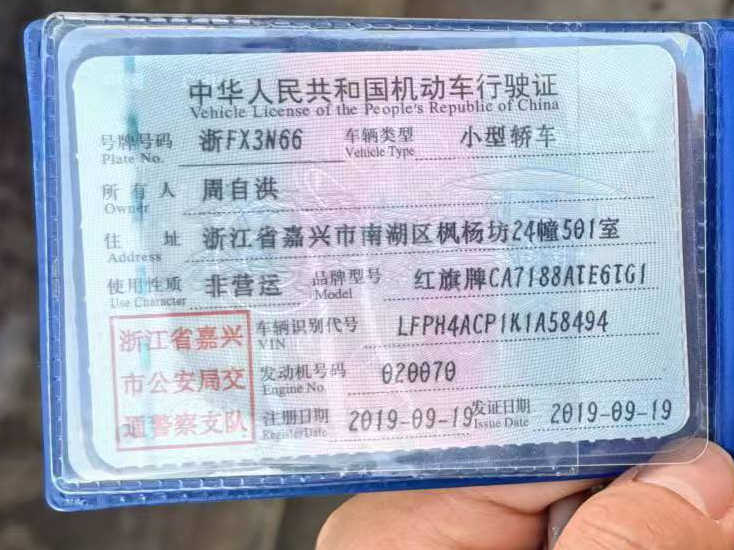 中华人民共和国机动车行驶证
Vehicle License of the People's Republic of China
号牌号码 浙FX3N66 车辆类型 小型轿车
Plate No. Vehicle Type
所有人 周自洪
Owner
住址 浙江省嘉兴市南湖区枫杨坊24幢501室
Address
使用性质 非营运 品牌型号 红旗牌CA7188ATE6TG1
Use Character Model
浙江省嘉兴 车辆识别代号 LFPH4ACP1K1A58494
VIN
市公安局交 发动机号码 020070
Engine No.
通警察支队 注册日期 2019-09-19 发证日期 2019-09-19
Register Date Issue Date